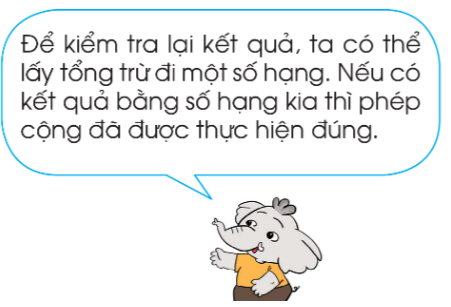 Để kiểm tra lại kết quả, ta có thể
lấy tổng trừ đi một số hạng. Nếu có
kết quả bằng số hạng kia thì phép
cộng đã được thực hiện đúng.